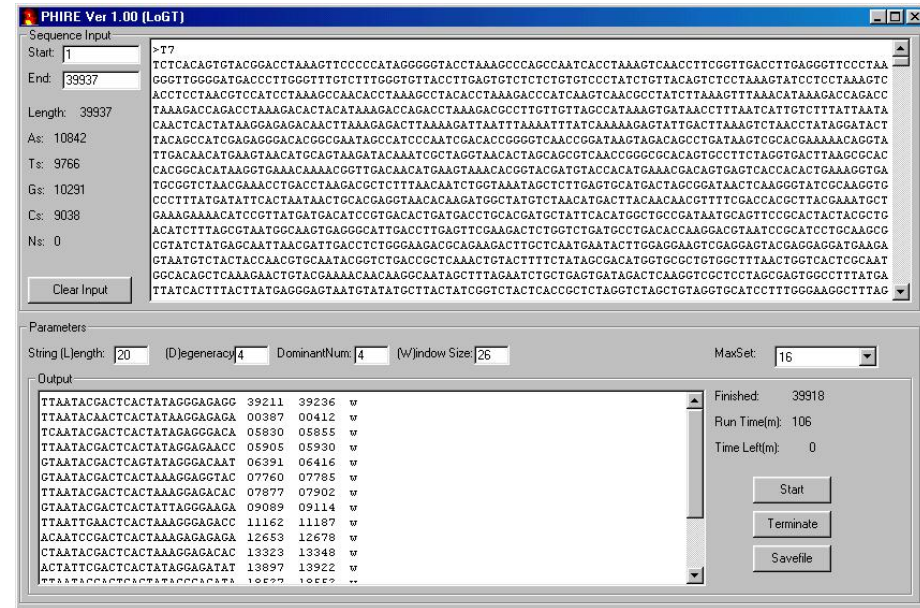 PHIRE Ver 1.00 (LoGT)
Sequence Input
Start: 1
End: 39937
Length: 39937
As: 10842
Ts: 9766
Gs: 10291
Cs: 9038
Ns: 0
Clear Input
>T7
TCTCACAGTGTACGGACCTAAAGTTCCCCCATAGGGGGTACCTAAAGCCCAGCCAATCACCTAAAGTCAACCTTCGGTTGACCTTGAGGGTTCCCTAA
GGGTTGGGGATGACCCTTGGGTTTGTCTTTGGGTGTTACCTTGAGTGTCTCTCTGTGTCCCTATCTGTTACAGTCTCCTAAAGTATCCTCCTAAAGTC
ACCTCCTAACGTCCATCCTAAAGCCAACACCTAAAGCCTACACCTAAAGACCCATCAAGTCAACGCCTATCTTAAAGTTTAAACATAAAGACCAGACC
TAAAGACCAGACCTAAAGACACTACATAAAGACCAGACCTAAAGACGCCTTGTTGTTAGCCATAAAGTGATAACCTTTAATCATTGTCTTTATTAATA
CAACTCACTATAAGGAGAGACAACTTAAAGAGACTTAAAAGATTAATTTAAAATTTATCAAAAAGAGTATTGACTTAAAGTCTAACCTATAGGATACT
TACAGCCATCGAGAGGGACACGGCGAATAGCCATCCCAATCGACACCGGGGTCAACCGGATAAGTAGACAGCCTGATAAGTCGCACGAAAAACAGGTA
TTGACAACATGAAGTAACATGCAGTAAGATACAAATCGCTAGGTAACACTAGCAGCGTCAACCGGGCGCACAGTGCCTTCTAGGTGACTTAAGCGCAC
CACGGCACATAAGGTGAAACAAAACGGTTGACAACATGAAGTAAACACGGTACGATGTACCACATGAAACGACAGTGAGTCACCACACTGAAAGGTGA
TGCGGTCTAACGAAACCTGACCTAAGACGCTCTTTAACAATCTGGTAAATAGCTCTTGAGTGCATGACTAGCGGATAACTCAAGGGTATCGCAAGGTG
CCCTTTATGATATTCACTAATAACTGCACGAGGTAACACAAGATGGCTATGTCTAACATGACTTACAACAACGTTTTCGACCACGCTTACGAAATGCT
GAAAGAAAACATCCGTTATGATGACATCCGTGACACTGATGACCTGCACGATGCTATTCACATGGCTGCCGATAATGCAGTTCCGCACTACTACGCTG
ACATCTTTAGCGTAATGGCAAGTGAGGGCATTGACCTTGAGTTCGAAGACTCTGGTCTGATGCCTGACACCAAGGACGTAATCCGCATCCTGCAAGCG
CGTATCTATGAGCAATTAACGATTGACCTCTGGGAAGACGCAGAAGACTTGCTCAATGAATACTTGGAGGAAGTCGAGGAGTACGAGGAGGATGAAGA
GTAATGTCTACTACCAACGTGCAATACGGTCTGACCGCTCAAACTGTACTTTTCTATAGCGACATGGTGCGCTGTGGCTTTAACTGGTCACTCGCAAT
GGCACAGCTCAAAGAACTGTACGAAAACAACAAGGCAATAGCTTTAGAATCTGCTGAGTGATAGACTCAAGGTCGCTCCTAGCGAGTGGCCTTTATGA
TTATCACTTTACTTATGAGGGAGTAATGTATATGCTTACTATCGGTCTACTCACCGCTCTAGGTCTAGCTGTAGGTGCATCCTTTGGGAAGGCTTTAG
Parameters
String (L)ength: 20 (D)egeneracy 4 DominantNum: 4 (W)indow Size: 26 MaxSet: 16
Output
TTAATACGACTCACTATAGGGAGAGG 39211 39236 w
TTAATACAACTCACTATAAGGAGAGA 00387 00412 w
TCAATACGACTCACTATAGAGGGACA 05830 05855 w
TTAATACGACTCACTATAGGAGAACC 05905 05930 w
GTAATACGACTCAGTATAGGGACAAT 06391 06416 w
GTAATACGACTCACTAAAGGAGGTAC 07760 07785 w
TTAATACGACTCACTAAAGGAGACAC 07877 07902 w
GTAATACGACTCACTATTAGGGAAGA 09089 09114 w
TTAATTGAACTCACTAAAGGGAGACC 11162 11187 w
ACAATCCGACTCACTAAAGAGAGAGA 12653 12678 w
CTAATACGACTCACTAAAGGAGACAC 13323 13348 w
ACTATTCGACTCACTATAGGAGATAT 13897 13922 w
Finished: 39918
Run Time(m): 106
Time Left(m): 0
Start
Terminate
Savefile